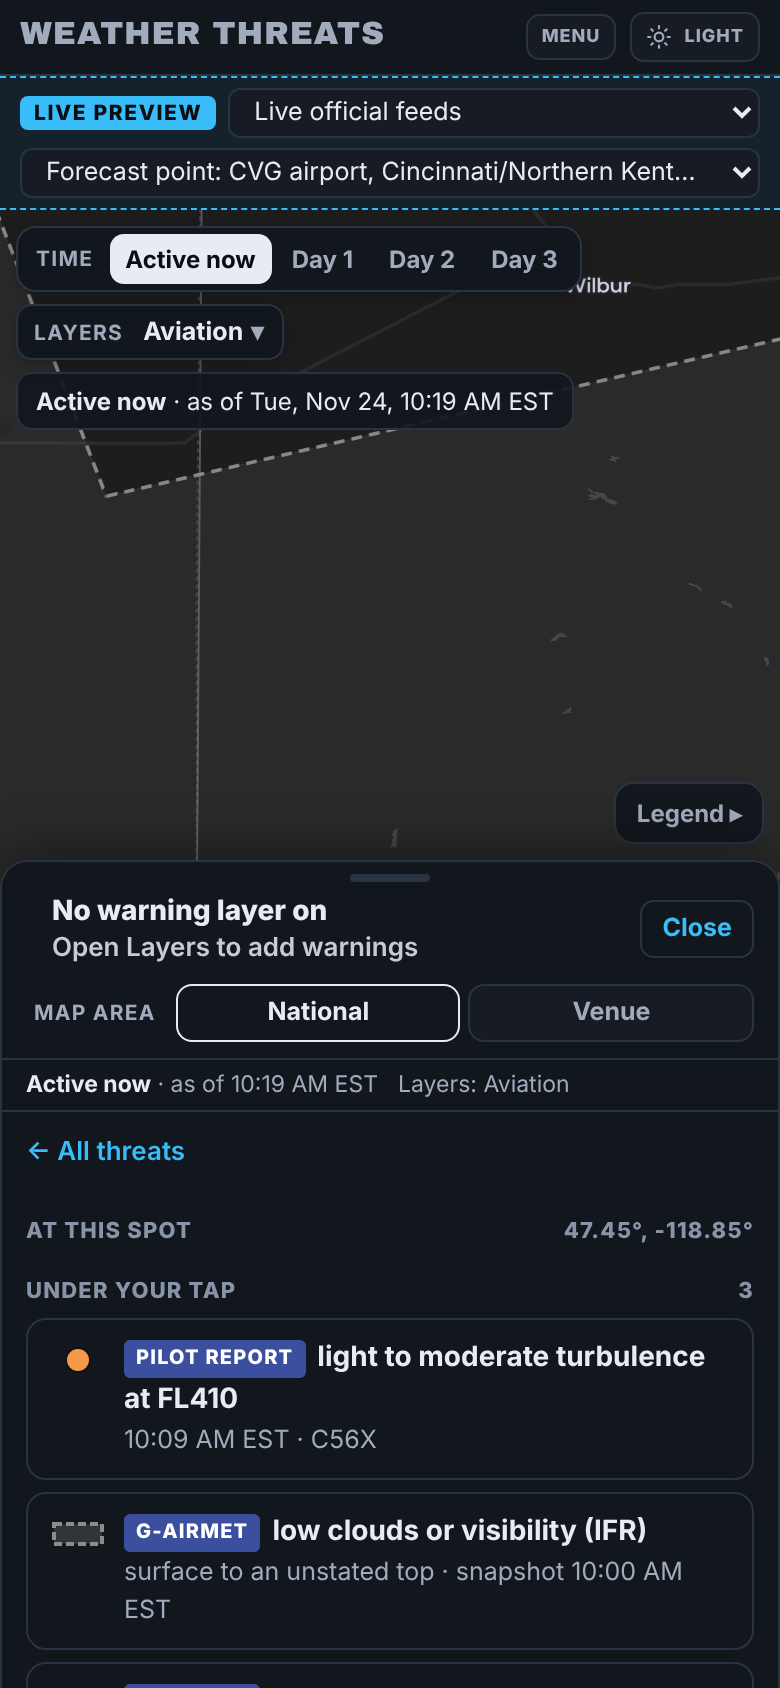 WEATHER THREATS
MENU
LIGHT
LIVE PREVIEW
Live official feeds
Forecast point: CVG airport, Cincinnati/Northern Kent...
TIME
Active now
Day 1
Day 2
Day 3
Wilbur
LAYERS
Aviation ▾
Active now · as of Tue, Nov 24, 10:19 AM EST
Legend ▸
No warning layer on
Open Layers to add warnings
Close
MAP AREA
National
Venue
Active now · as of 10:19 AM EST Layers: Aviation
← All threats
AT THIS SPOT
47.45°, -118.85°
UNDER YOUR TAP
3
PILOT REPORT light to moderate turbulence
at FL410
10:09 AM EST · C56X
G-AIRMET low clouds or visibility (IFR)
surface to an unstated top · snapshot 10:00 AM
EST